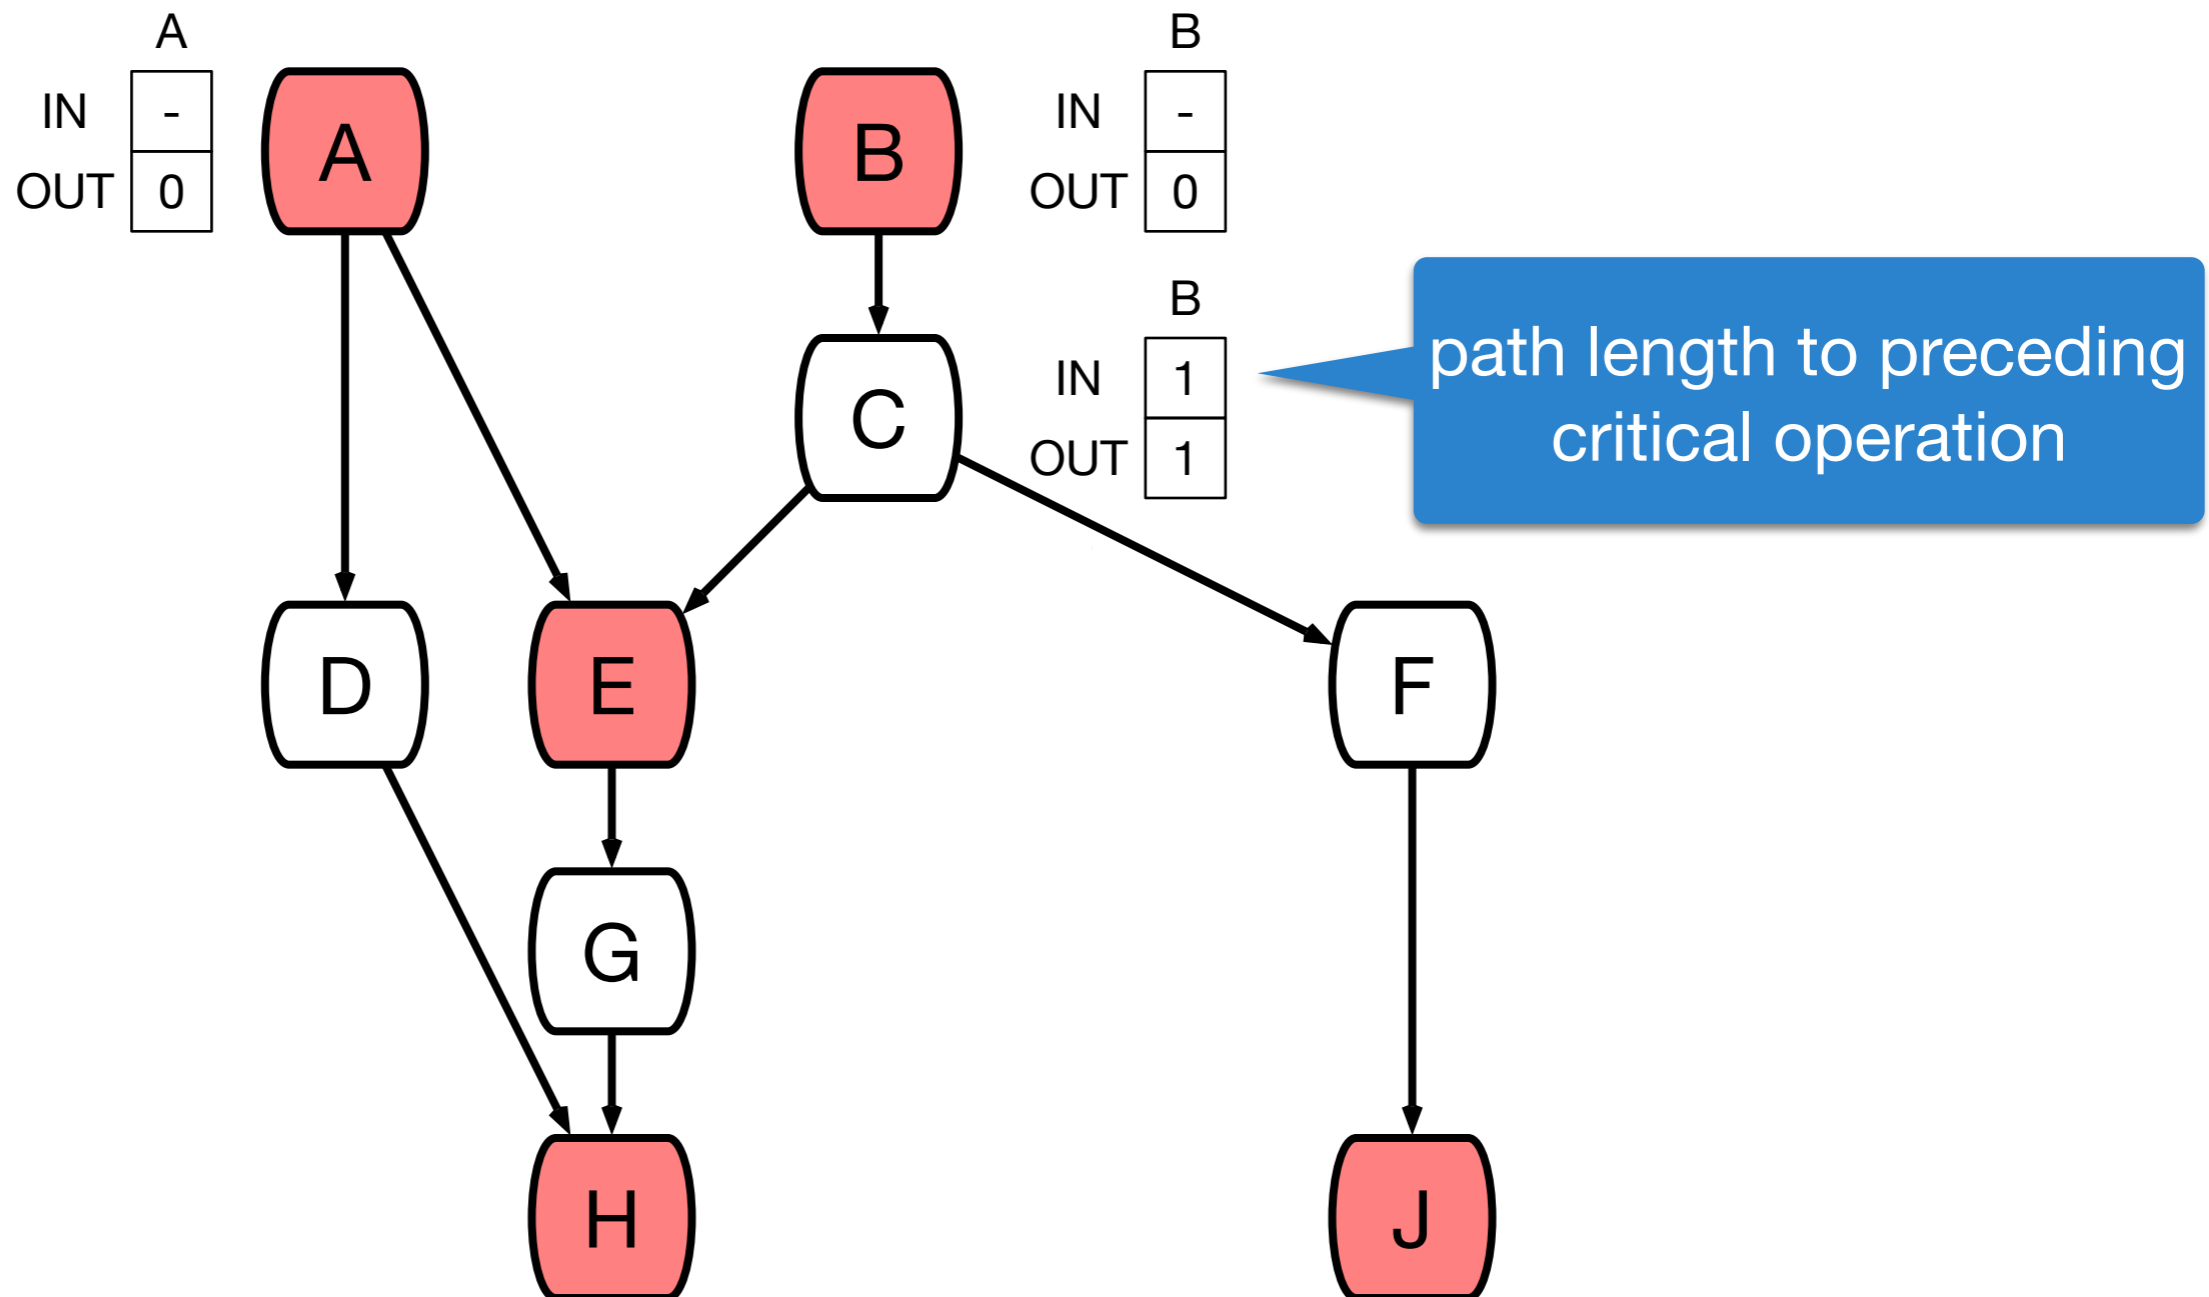 A
B
IN
-
A
B
IN
-
OUT
0
OUT
0
B
IN
1
path length to preceding
critical operation
C
OUT
1
D
E
F
G
H
J